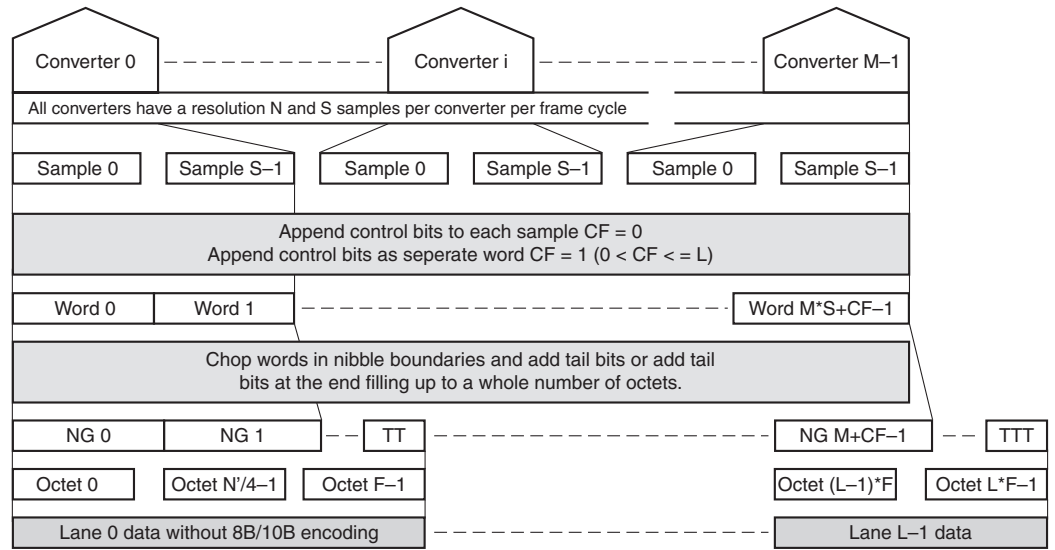 Converter 0
Converter i
Converter M–1
All converters have a resolution N and S samples per converter per frame cycle
Sample 0
Sample S–1
Sample 0
Sample S–1
Sample 0
Sample S–1
Append control bits to each sample CF = 0
Append control bits as seperate word CF = 1 (0 < CF < = L)
Word 0
Word 1
Word M*S+CF–1
Chop words in nibble boundaries and add tail bits or add tail
bits at the end filling up to a whole number of octets.
NG 0
NG 1
TT
NG M+CF–1
TTT
Octet 0
Octet N'/4–1
Octet F–1
Octet (L–1)*F
Octet L*F–1
Lane 0 data without 8B/10B encoding
Lane L–1 data